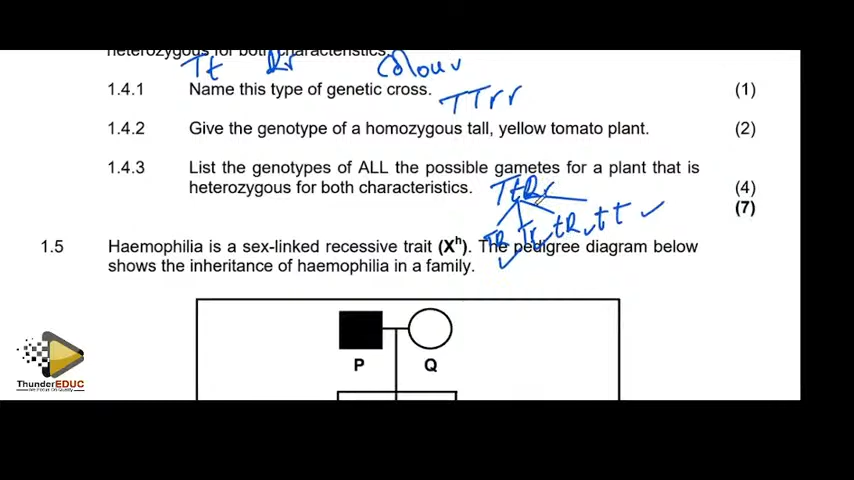 heterozygous for both characteristics.
Tt Rr Colour
1.4.1 Name this type of genetic cross. (1)
TTrr
1.4.2 Give the genotype of a homozygous tall, yellow tomato plant. (2)
1.4.3 List the genotypes of ALL the possible gametes for a plant that is
heterozygous for both characteristics. (4)
TtRr
(7)
TR Tr tR tt
1.5 Haemophilia is a sex-linked recessive trait (Xʰ). The pedigree diagram below
shows the inheritance of haemophilia in a family.
P Q
ThunderEDUC